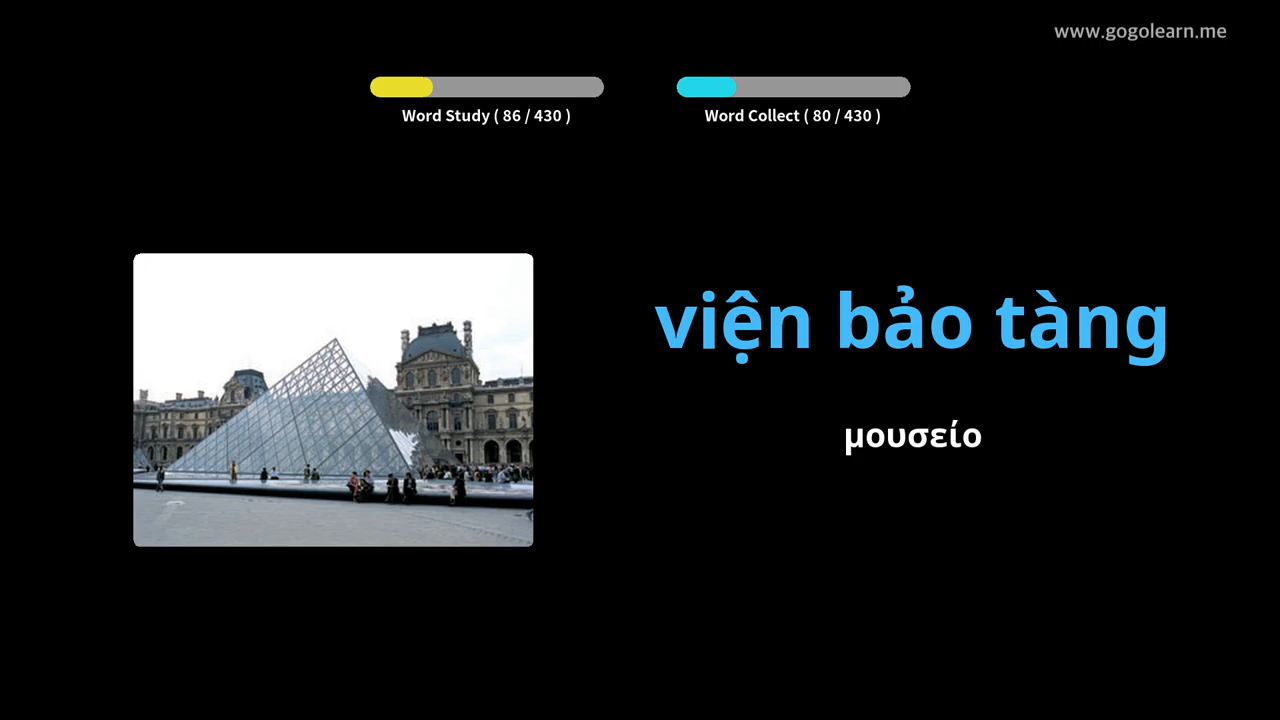 www.gogolearn.me
Word Study ( 86 / 430 )
Word Collect ( 80 / 430 )
viện bảo tàng
μουσείο